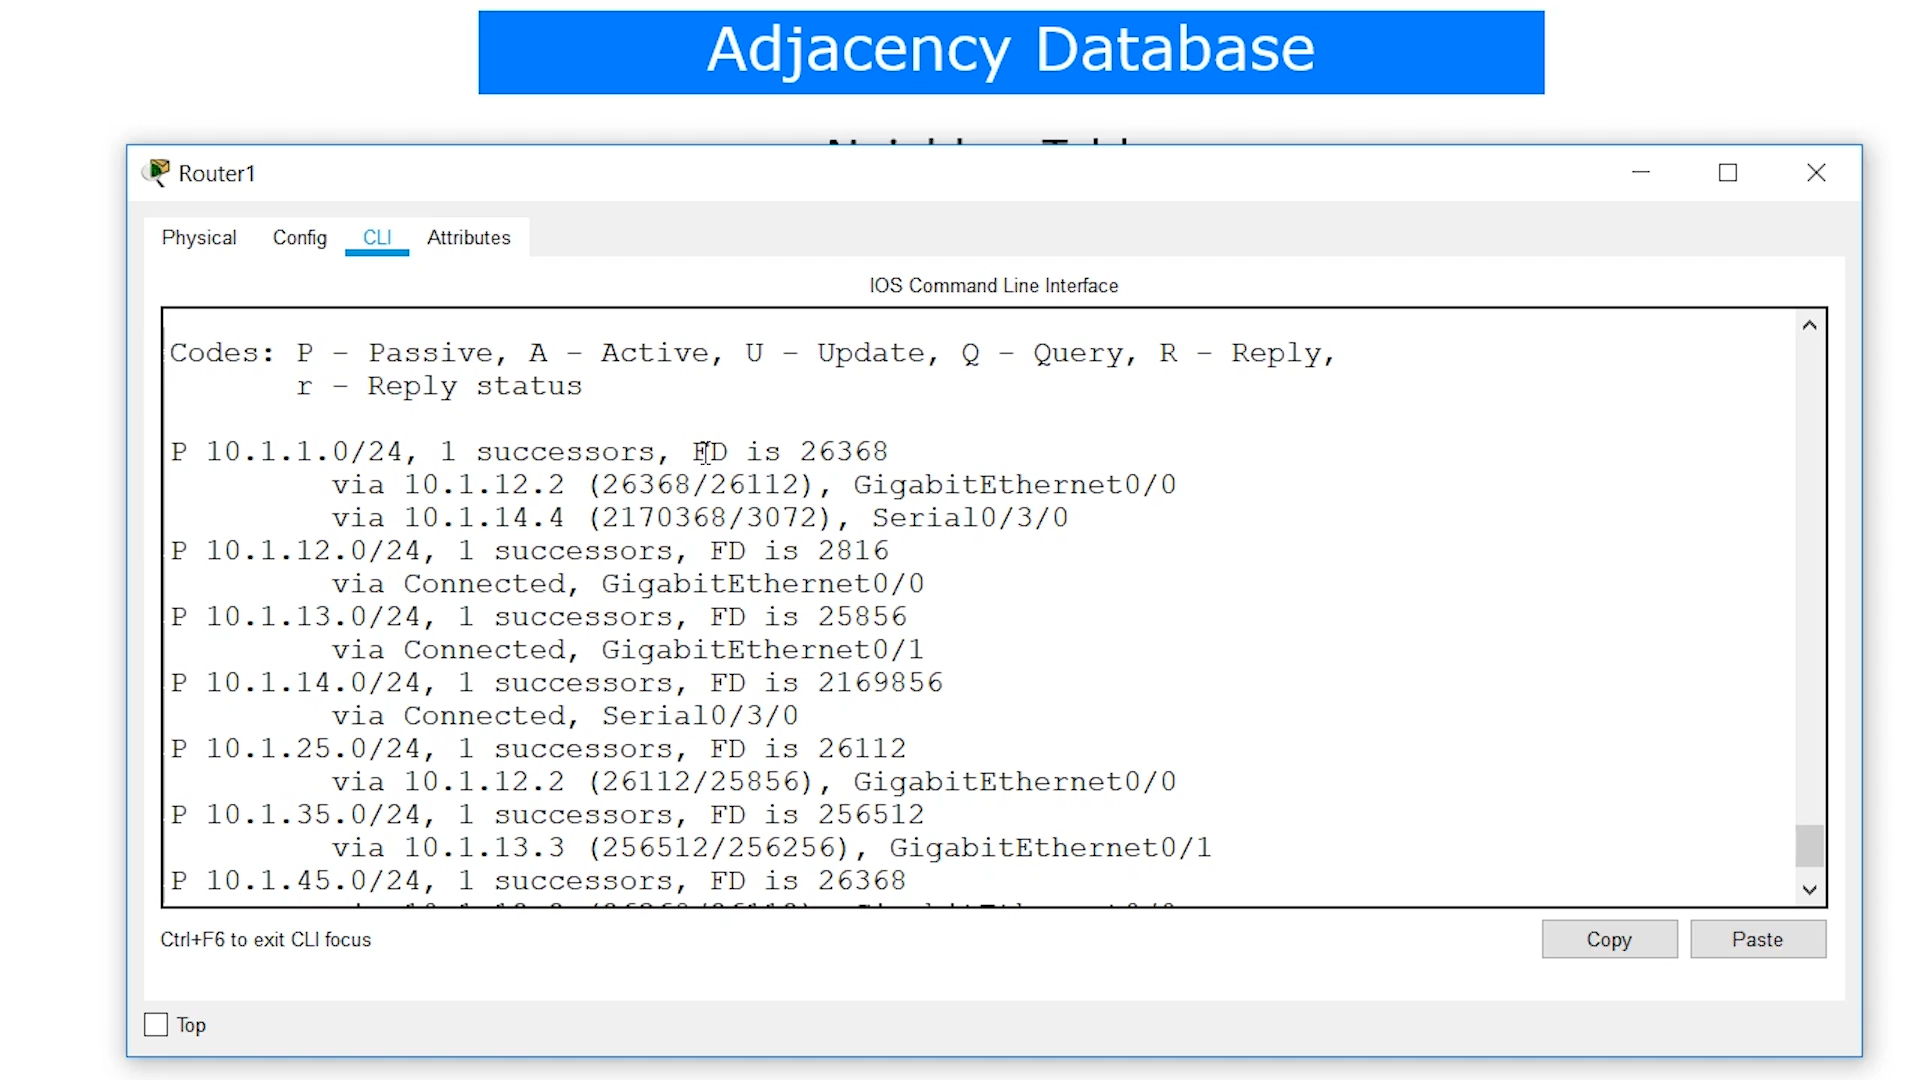 Adjacency Database
Router1
Physical Config CLI Attributes
IOS Command Line Interface
Codes: P - Passive, A - Active, U - Update, Q - Query, R - Reply,
r - Reply status
P 10.1.1.0/24, 1 successors, FD is 26368
via 10.1.12.2 (26368/26112), GigabitEthernet0/0
via 10.1.14.4 (2170368/3072), Serial0/3/0
P 10.1.12.0/24, 1 successors, FD is 2816
via Connected, GigabitEthernet0/0
P 10.1.13.0/24, 1 successors, FD is 25856
via Connected, GigabitEthernet0/1
P 10.1.14.0/24, 1 successors, FD is 2169856
via Connected, Serial0/3/0
P 10.1.25.0/24, 1 successors, FD is 26112
via 10.1.12.2 (26112/25856), GigabitEthernet0/0
P 10.1.35.0/24, 1 successors, FD is 256512
via 10.1.13.3 (256512/256256), GigabitEthernet0/1
P 10.1.45.0/24, 1 successors, FD is 26368
Ctrl+F6 to exit CLI focus
Copy
Paste
Top